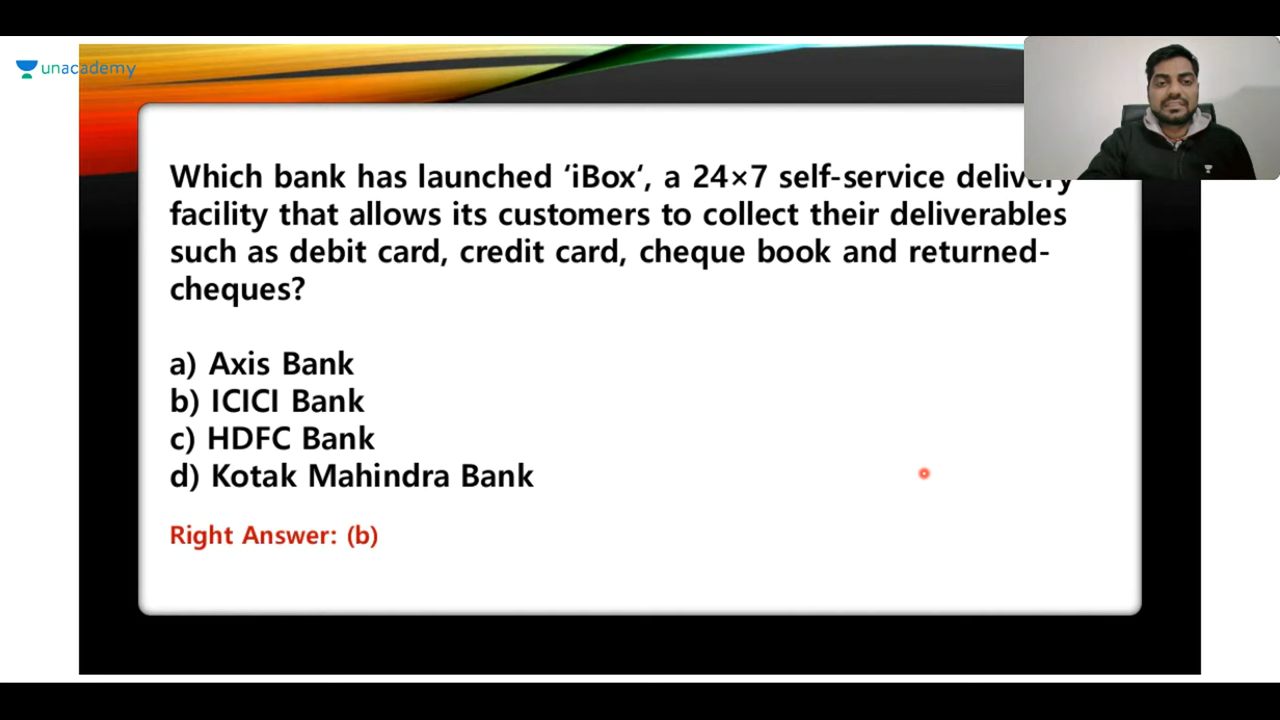 unacademy
Which bank has launched ‘iBox‘, a 24×7 self-service delivery
facility that allows its customers to collect their deliverables
such as debit card, credit card, cheque book and returned-
cheques?
a) Axis Bank
b) ICICI Bank
c) HDFC Bank
d) Kotak Mahindra Bank
Right Answer: (b)